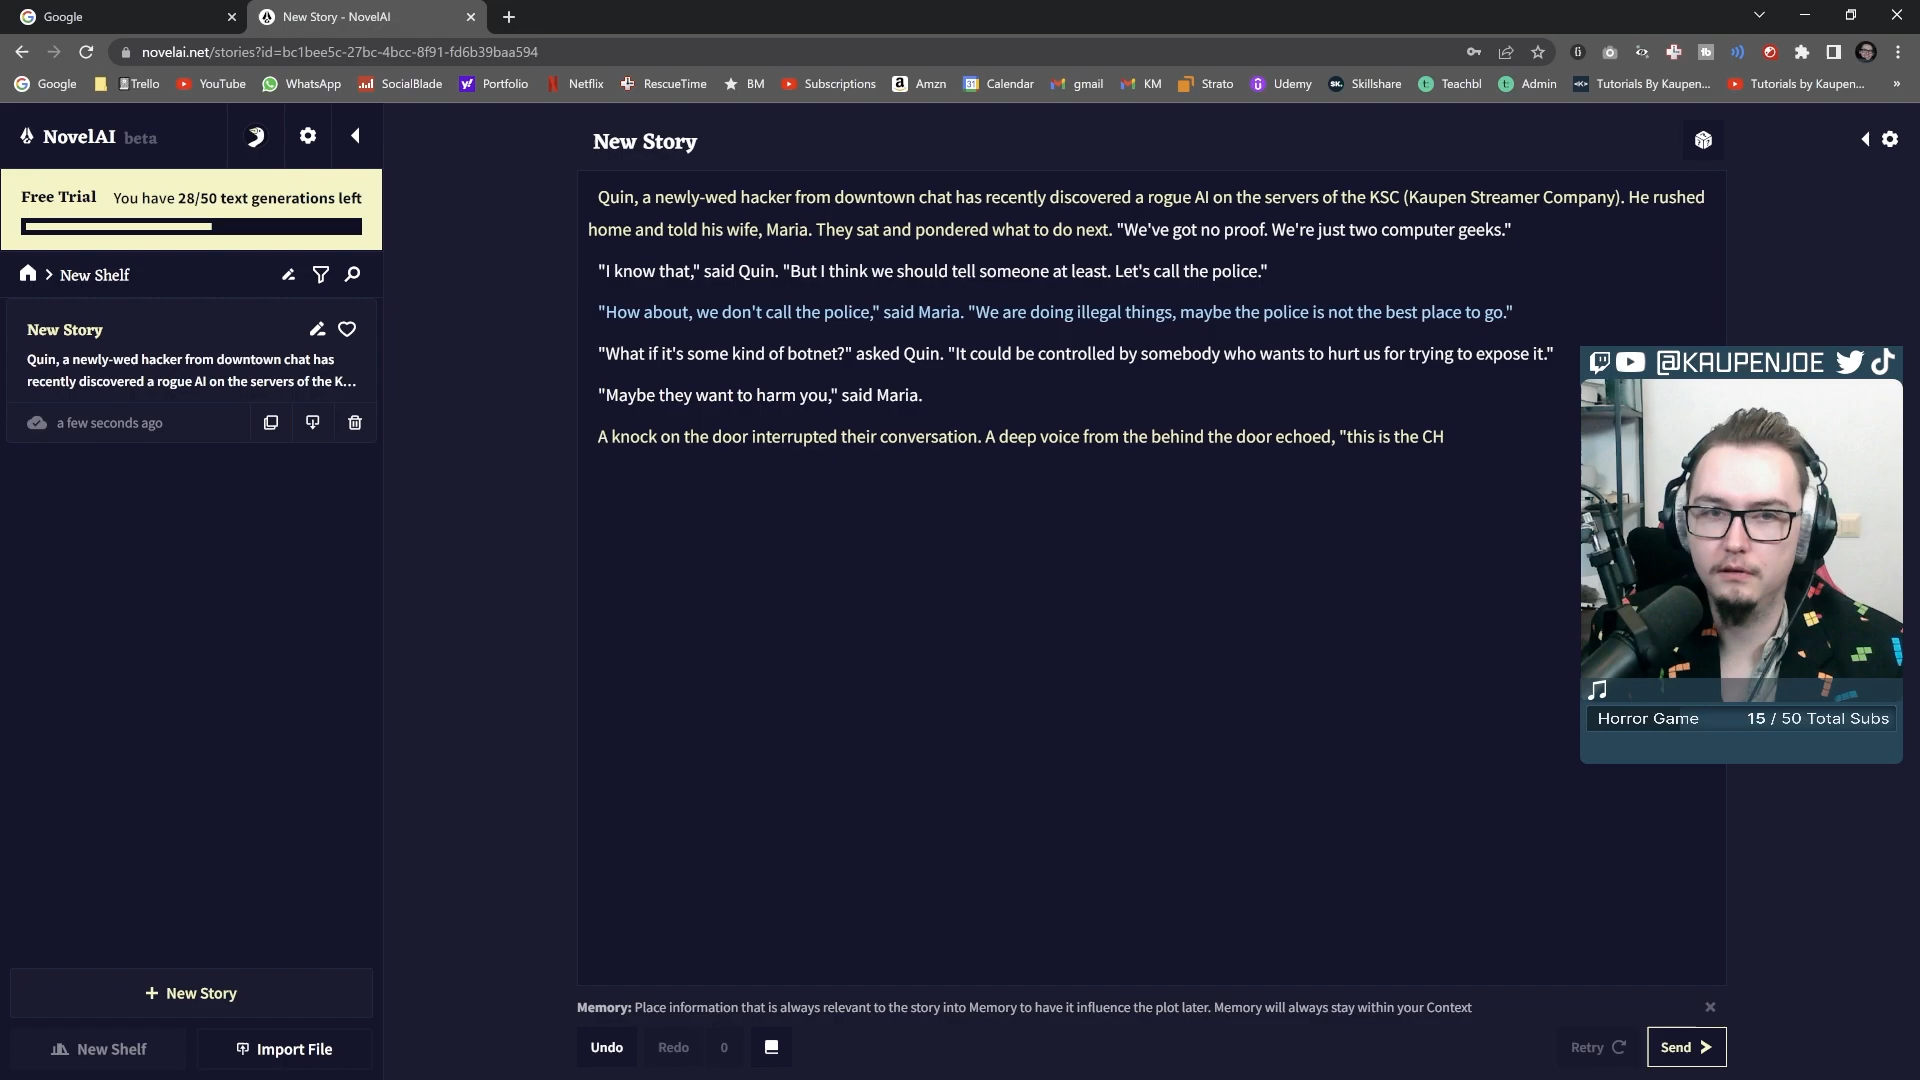 Google
New Story - NovelAI
novelai.net/stories?id=bc1bee5c-27bc-4bcc-8f91-fd6b39baa594
Google
Trello
YouTube
WhatsApp
SocialBlade
Portfolio
Netflix
RescueTime
BM
Subscriptions
Amzn
Calendar
gmail
KM
Strato
Udemy
Skillshare
Teachbl
Admin
Tutorials By Kaupen...
Tutorials by Kaupen...
NovelAI beta
Free Trial You have 28/50 text generations left
New Shelf
New Story
Quin, a newly-wed hacker from downtown chat has
recently discovered a rogue AI on the servers of the K...
a few seconds ago
+ New Story
New Shelf
Import File
New Story
Quin, a newly-wed hacker from downtown chat has recently discovered a rogue AI on the servers of the KSC (Kaupen Streamer Company). He rushed
home and told his wife, Maria. They sat and pondered what to do next. "We've got no proof. We're just two computer geeks."
"I know that," said Quin. "But I think we should tell someone at least. Let's call the police."
"How about, we don't call the police," said Maria. "We are doing illegal things, maybe the police is not the best place to go."
"What if it's some kind of botnet?" asked Quin. "It could be controlled by somebody who wants to hurt us for trying to expose it."
"Maybe they want to harm you," said Maria.
A knock on the door interrupted their conversation. A deep voice from the behind the door echoed, "this is the CH
@KAUPENJOE
Horror Game 15 / 50 Total Subs
Memory: Place information that is always relevant to the story into Memory to have it influence the plot later. Memory will always stay within your Context
Undo
Redo
0
Retry
Send